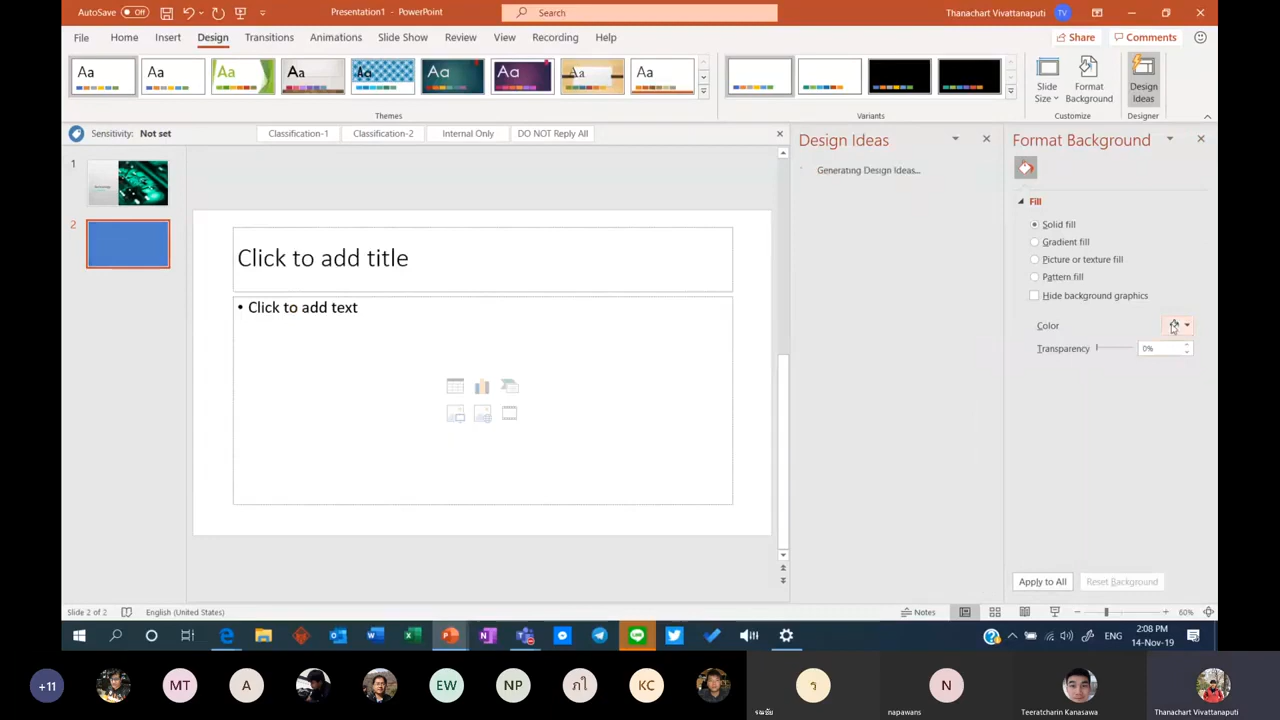 AutoSave Off
Presentation1 - PowerPoint
Search
Thanachart Vivattanaputi
TV
File Home Insert Design Transitions Animations Slide Show Review View Recording Help
Share Comments
Aa Aa Aa Aa Aa Aa Aa Aa Aa
Slide Size
Format Background
Design Ideas
Themes
Variants
Customize
Designer
Sensitivity: Not set
Classification-1 Classification-2 Internal Only DO NOT Reply All
1
2
Click to add title
• Click to add text
Design Ideas
Generating Design Ideas...
Format Background
Fill
Solid fill
Gradient fill
Picture or texture fill
Pattern fill
Hide background graphics
Color
Transparency 0%
Apply to All Reset Background
Slide 2 of 2 English (United States) Notes 60%
ENG
2:08 PM
14-Nov-19
+11
MT
A
EW
NP
ภไ
KC
ร
N
napawans
Teeratcharin Kanasawa
Thanachart Vivattanaputi